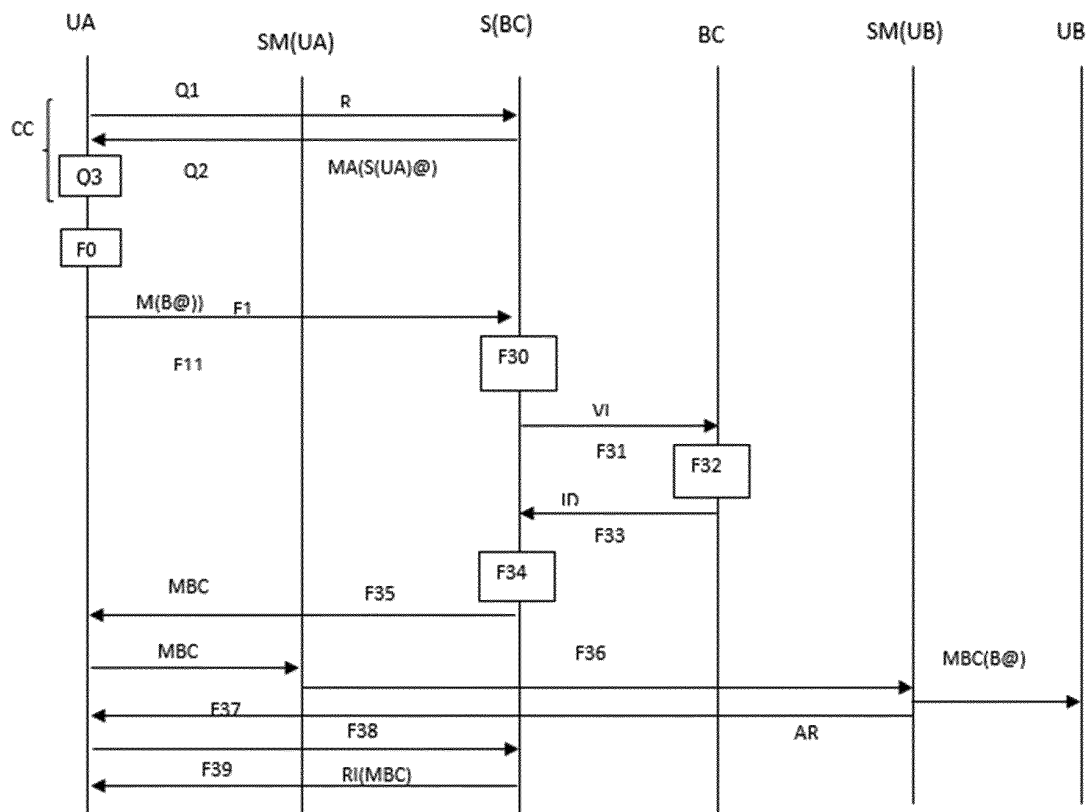 UA
SM(UA)
S(BC)
BC
SM(UB)
UB
CC
Q1
R
Q2
MA(S(UA)@)
Q3
F0
M(B@))
F1
F11
F30
VI
F31
F32
ID
F33
F34
MBC
F35
MBC
F36
MBC(B@)
F37
AR
F38
F39
RI(MBC)